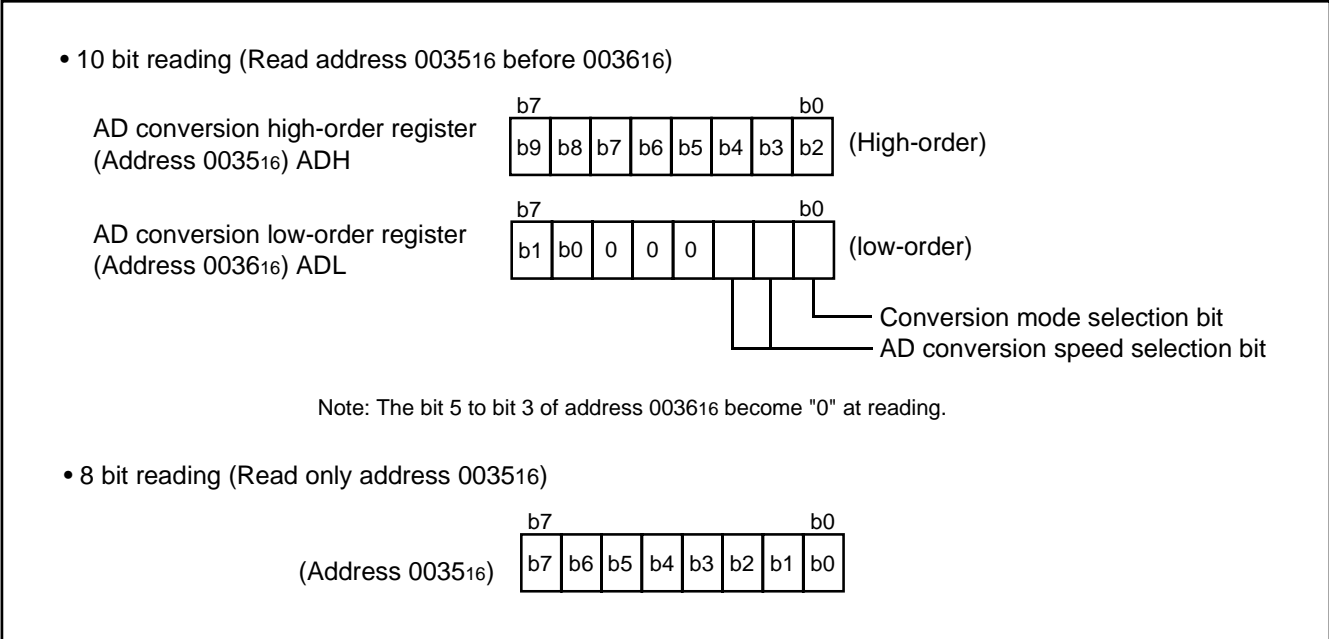 • 10 bit reading (Read address 003516 before 003616)
b7 b0
AD conversion high-order register
(Address 003516) ADH
b9 b8 b7 b6 b5 b4 b3 b2
(High-order)
b7 b0
AD conversion low-order register
(Address 003616) ADL
b1 b0 0 0 0
(low-order)
Conversion mode selection bit
AD conversion speed selection bit
Note: The bit 5 to bit 3 of address 003616 become "0" at reading.
• 8 bit reading (Read only address 003516)
b7 b0
(Address 003516)
b7 b6 b5 b4 b3 b2 b1 b0